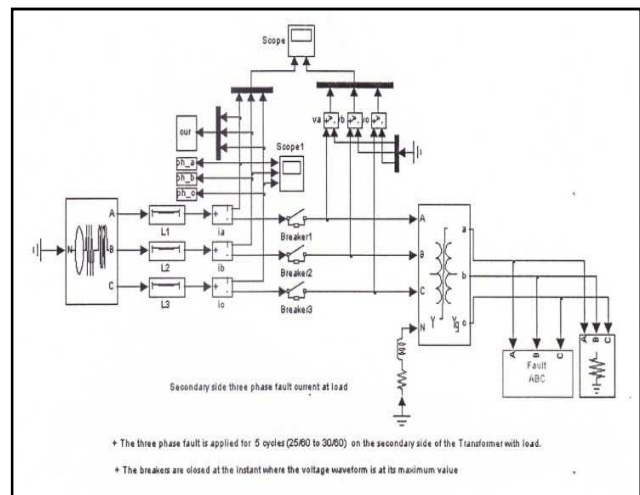 Scope
va vb vc
our
Scope1
ph_a
ph_b
ph_c
A
A
a
N
B
L1
ia
Breaker1
B
b
C
L2
ib
Breaker2
C
L3
ic
Breaker3
Y
Yg
c
N
A
B
C
A
B
C
Fault
ABC
Secondary side three phase fault current at load
+ The three phase fault is applied for 5 cycles (25/60 to 30/60) on the secondary side of the Transformer with load.
+ The breakers are closed at the instant where the voltage waveform is at its maximum value